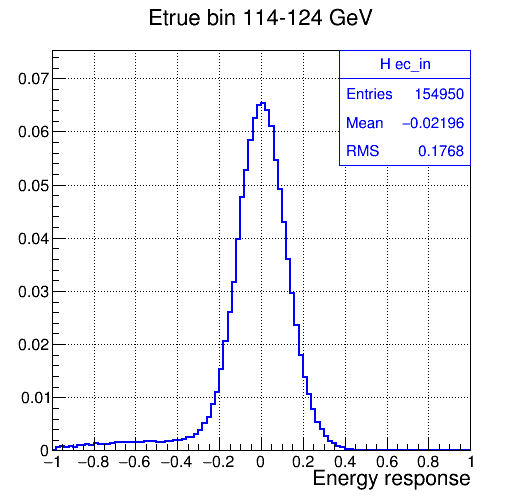 Etrue bin 114-124 GeV
H ec_in
Entries 154950
Mean −0.02196
RMS 0.1768
0.07
0.06
0.05
0.04
0.03
0.02
0.01
0
−1 −0.8 −0.6 −0.4 −0.2 0 0.2 0.4 0.6 0.8 1
Energy response